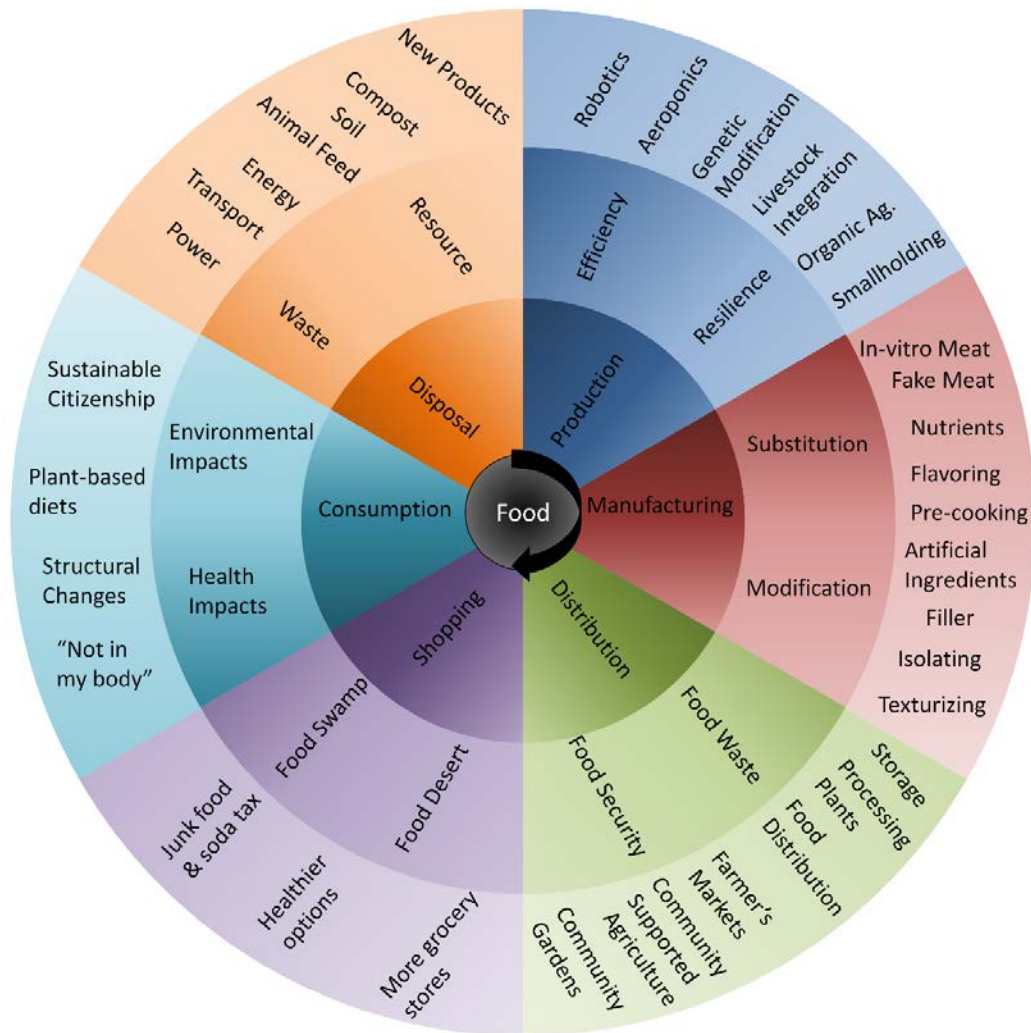 Food
Production
Efficiency
Resilience
Robotics
Aeroponics
Genetic
Modification
Livestock
Integration
Organic Ag.
Smallholding
Manufacturing
Substitution
Modification
In-vitro Meat
Fake Meat
Nutrients
Flavoring
Pre-cooking
Artificial
Ingredients
Filler
Isolating
Texturizing
Distribution
Food Waste
Food Security
Storage
Processing
Plants
Food
Distribution
Farmer's
Markets
Community
Supported
Agriculture
Community
Gardens
Shopping
Food Desert
Food Swamp
More grocery
stores
Healthier
options
Junk food
& soda tax
Consumption
Health
Impacts
Environmental
Impacts
"Not in
my body"
Structural
Changes
Plant-based
diets
Sustainable
Citizenship
Disposal
Waste
Resource
Power
Transport
Energy
Animal Feed
Soil
Compost
New Products